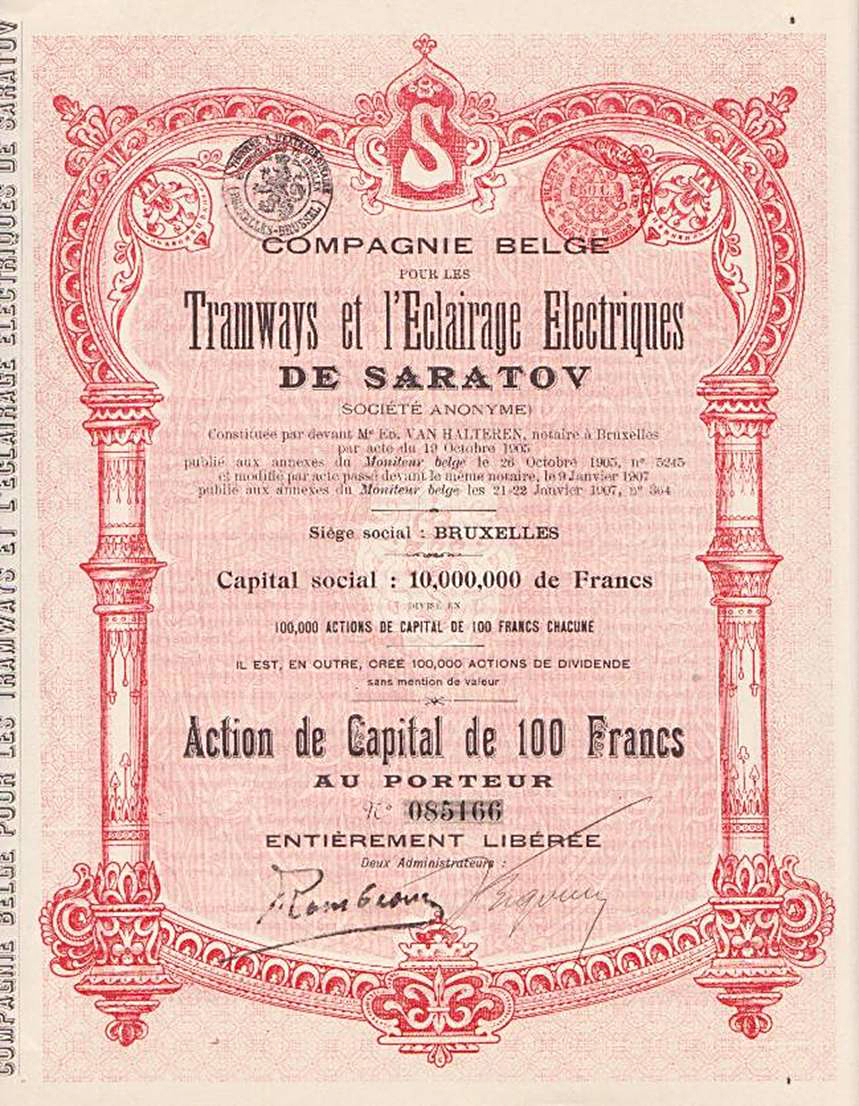 S
COMPAGNIE BELGE
POUR LES
Tramways et l'Eclairage Electriques
DE SARATOV
(SOCIÉTÉ ANONYME)
Constituée par devant Me ED. VAN HALTEREN, notaire à Bruxelles
par acte du 19 Octobre 1905
publié aux annexes du Moniteur belge le 26 Octobre 1905, no 5245
et modifié par acte passé devant le même notaire, le 9 Janvier 1907
publié aux annexes du Moniteur belge les 21-22 Janvier 1907, no 364
Siège social : BRUXELLES
Capital social : 10,000,000 de Francs
DIVISÉ EN
100,000 ACTIONS DE CAPITAL DE 100 FRANCS CHACUNE
IL EST, EN OUTRE, CRÉÉ 100,000 ACTIONS DE DIVIDENDE
sans mention de valeur
Action de Capital de 100 Francs
AU PORTEUR
No 085166
ENTIÈREMENT LIBÉRÉE
Deux Administrateurs :
COMPAGNIE BELGE POUR LES TRAMWAYS ET L'ECLAIRAGE ELECTRIQUES DE SARATOV